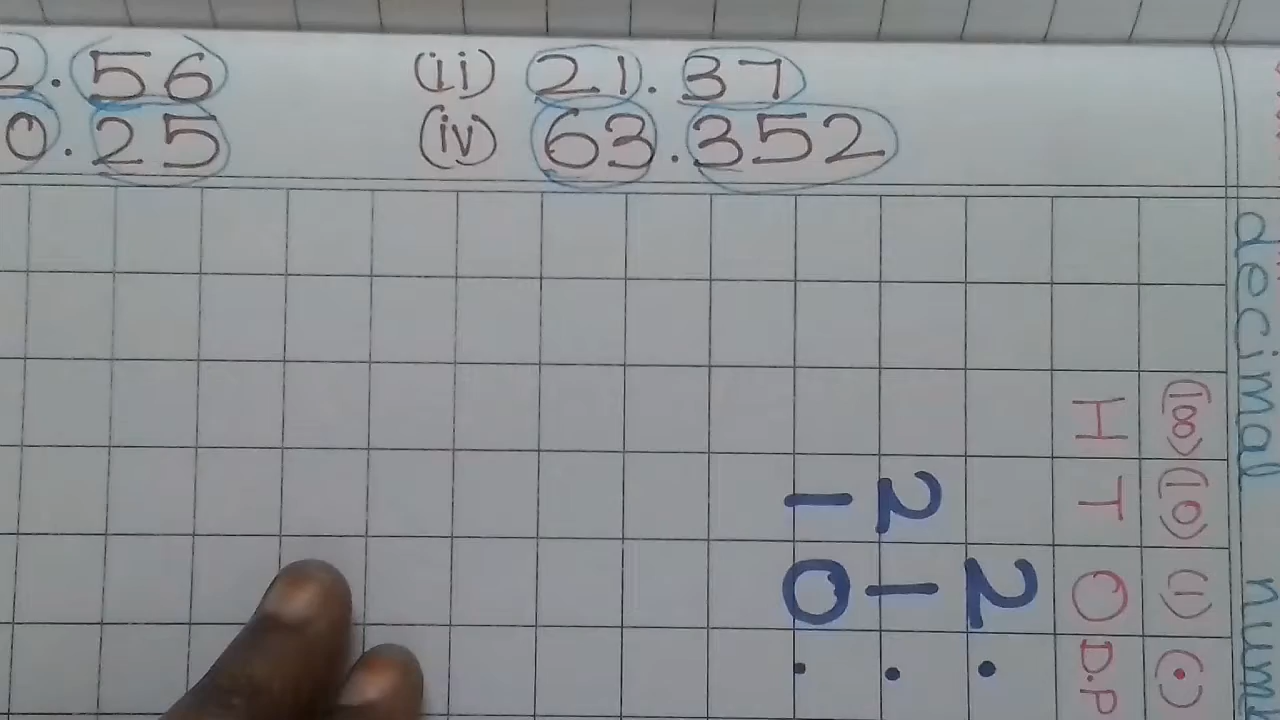 2.56 (ii) 21.37
0.25 (iv) 63.352
decimal num
(100) (10) (1) (.)
H T O D.P
2 .
2 1 .
1 0 .